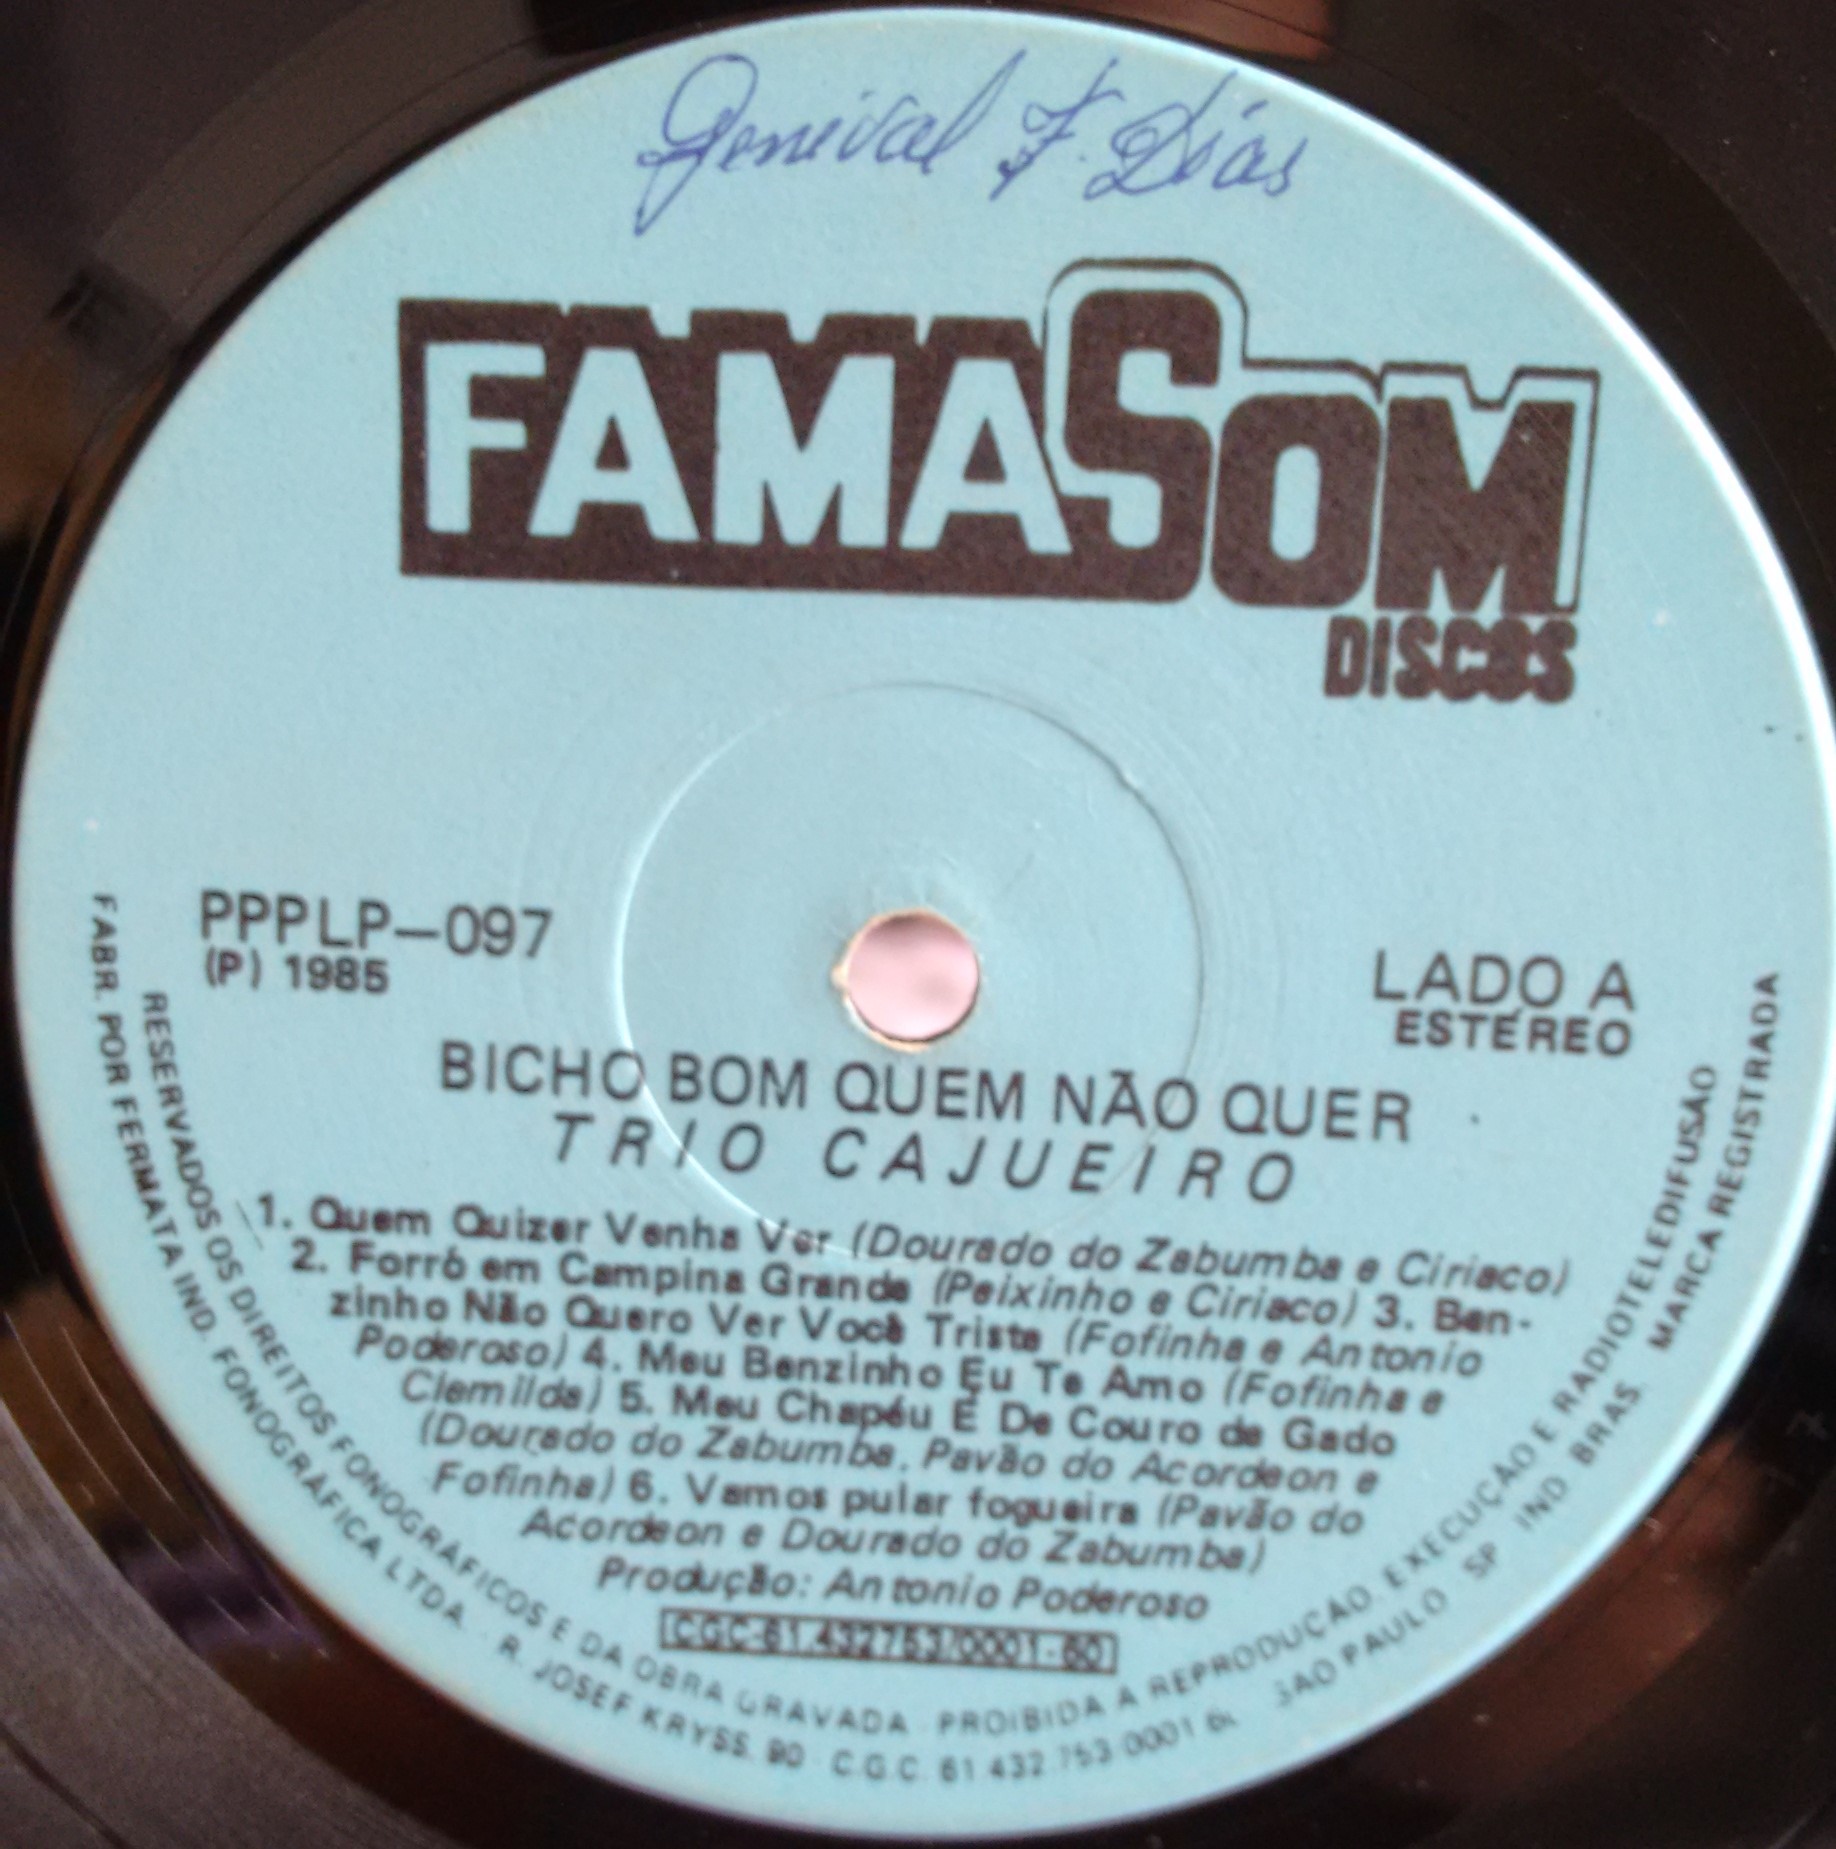 Genival F. Dias
FAMASOM
DISCOS
PPPLP—097
(P) 1985
LADO A
ESTÉREO
BICHO BOM QUEM NÃO QUER
TRIO CAJUEIRO
1. Quem Quizer Venha Ver (Dourado do Zabumba e Ciriaco)
2. Forró em Campina Grande (Peixinho e Ciriaco) 3. Ben-
zinho Não Quero Ver Você Triste (Fofinha e Antonio
Poderoso) 4. Meu Benzinho Eu Te Amo (Fofinha e
Clemilda) 5. Meu Chapéu É De Couro de Gado
(Dourado do Zabumba, Pavão do Acordeon e
Fofinha) 6. Vamos pular fogueira (Pavão do
Acordeon e Dourado do Zabumba)
Produção: Antonio Poderoso
CGC-61.432753/0001-60
RESERVADOS OS DIREITOS FONOGRÁFICOS E DA OBRA GRAVADA PROIBIDA A REPRODUÇÃO. EXECUÇÃO E RADIOTELEDIFUSÃO
FABR. POR FERMATA IND. FONOGRÁFICA LTDA. R. JOSEF KRYSS. 90 C.G.C. 61 432 753 0001 SÃO PAULO SP IND BRAS. MARCA REGISTRADA